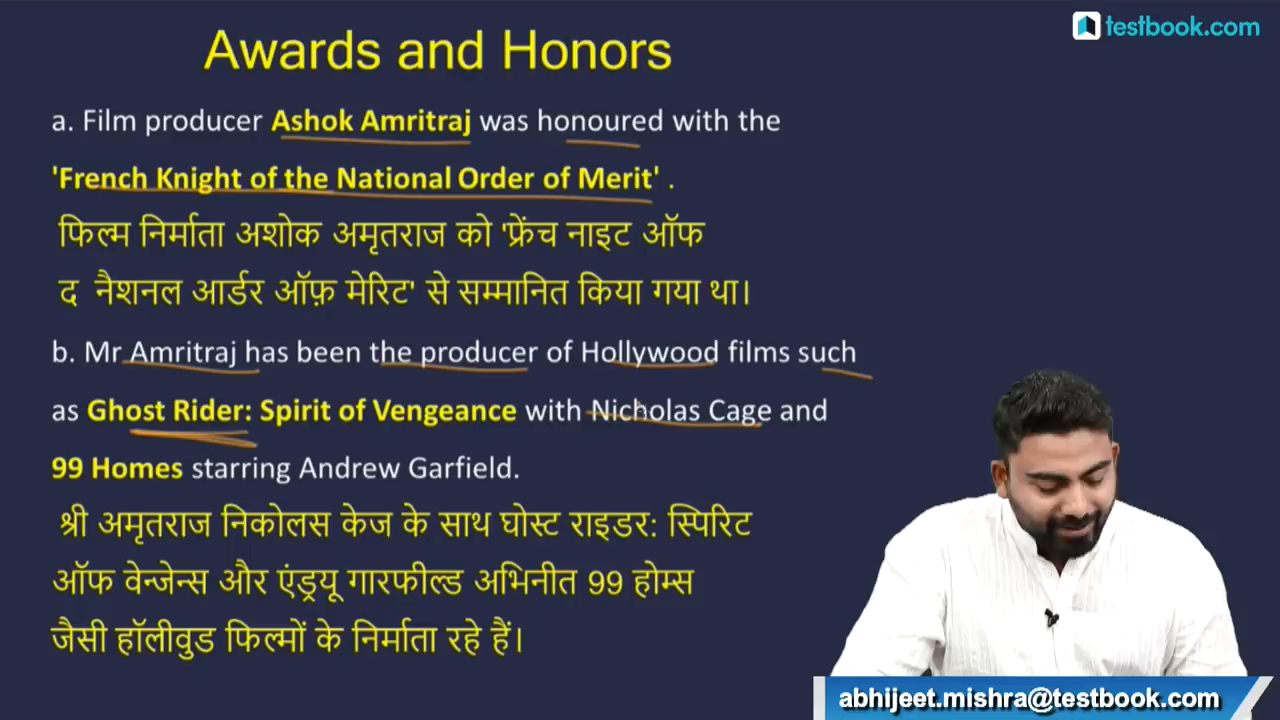 testbook.com
Awards and Honors
a. Film producer Ashok Amritraj was honoured with the
'French Knight of the National Order of Merit' .
फिल्म निर्माता अशोक अमृतराज को 'फ्रेंच नाइट ऑफ
द नैशनल आर्डर ऑफ़ मेरिट' से सम्मानित किया गया था।
b. Mr Amritraj has been the producer of Hollywood films such
as Ghost Rider: Spirit of Vengeance with Nicholas Cage and
99 Homes starring Andrew Garfield.
श्री अमृतराज निकोलस केज के साथ घोस्ट राइडर: स्पिरिट
ऑफ वेन्जेन्स और एंड्रयू गारफील्ड अभिनीत 99 होम्स
जैसी हॉलीवुड फिल्मों के निर्माता रहे हैं।
abhijeet.mishra@testbook.com